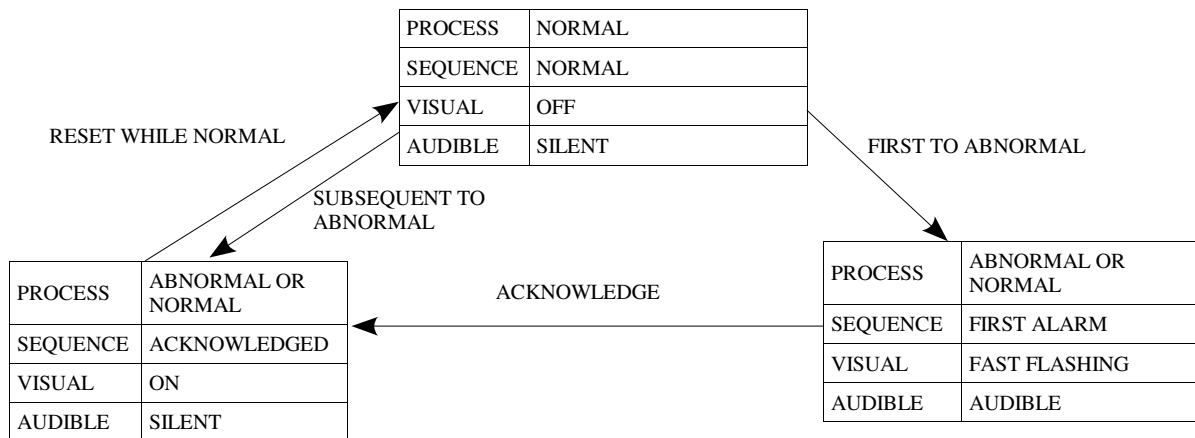 PROCESS NORMAL
SEQUENCE NORMAL
VISUAL OFF
AUDIBLE SILENT
RESET WHILE NORMAL
FIRST TO ABNORMAL
SUBSEQUENT TO
ABNORMAL
PROCESS ABNORMAL OR
NORMAL
SEQUENCE ACKNOWLEDGED
VISUAL ON
AUDIBLE SILENT
ACKNOWLEDGE
PROCESS ABNORMAL OR
NORMAL
SEQUENCE FIRST ALARM
VISUAL FAST FLASHING
AUDIBLE AUDIBLE